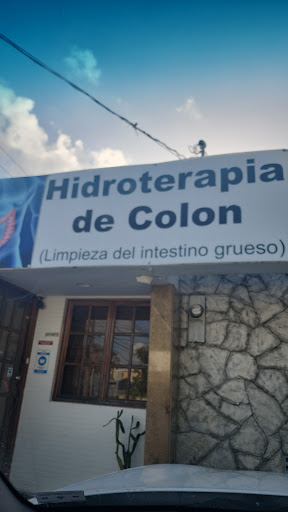 Hidroterapia
de Colon
(Limpieza del intestino grueso)